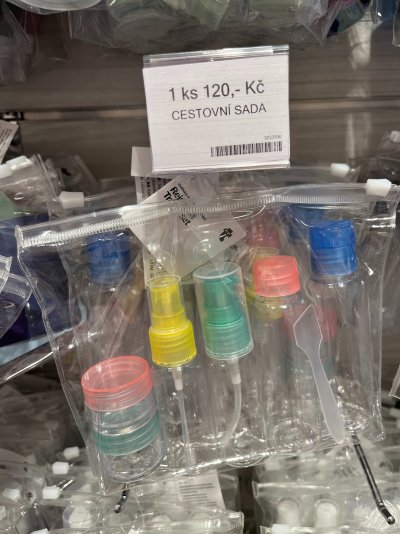 1 ks 120,- Kč
CESTOVNÍ SADA